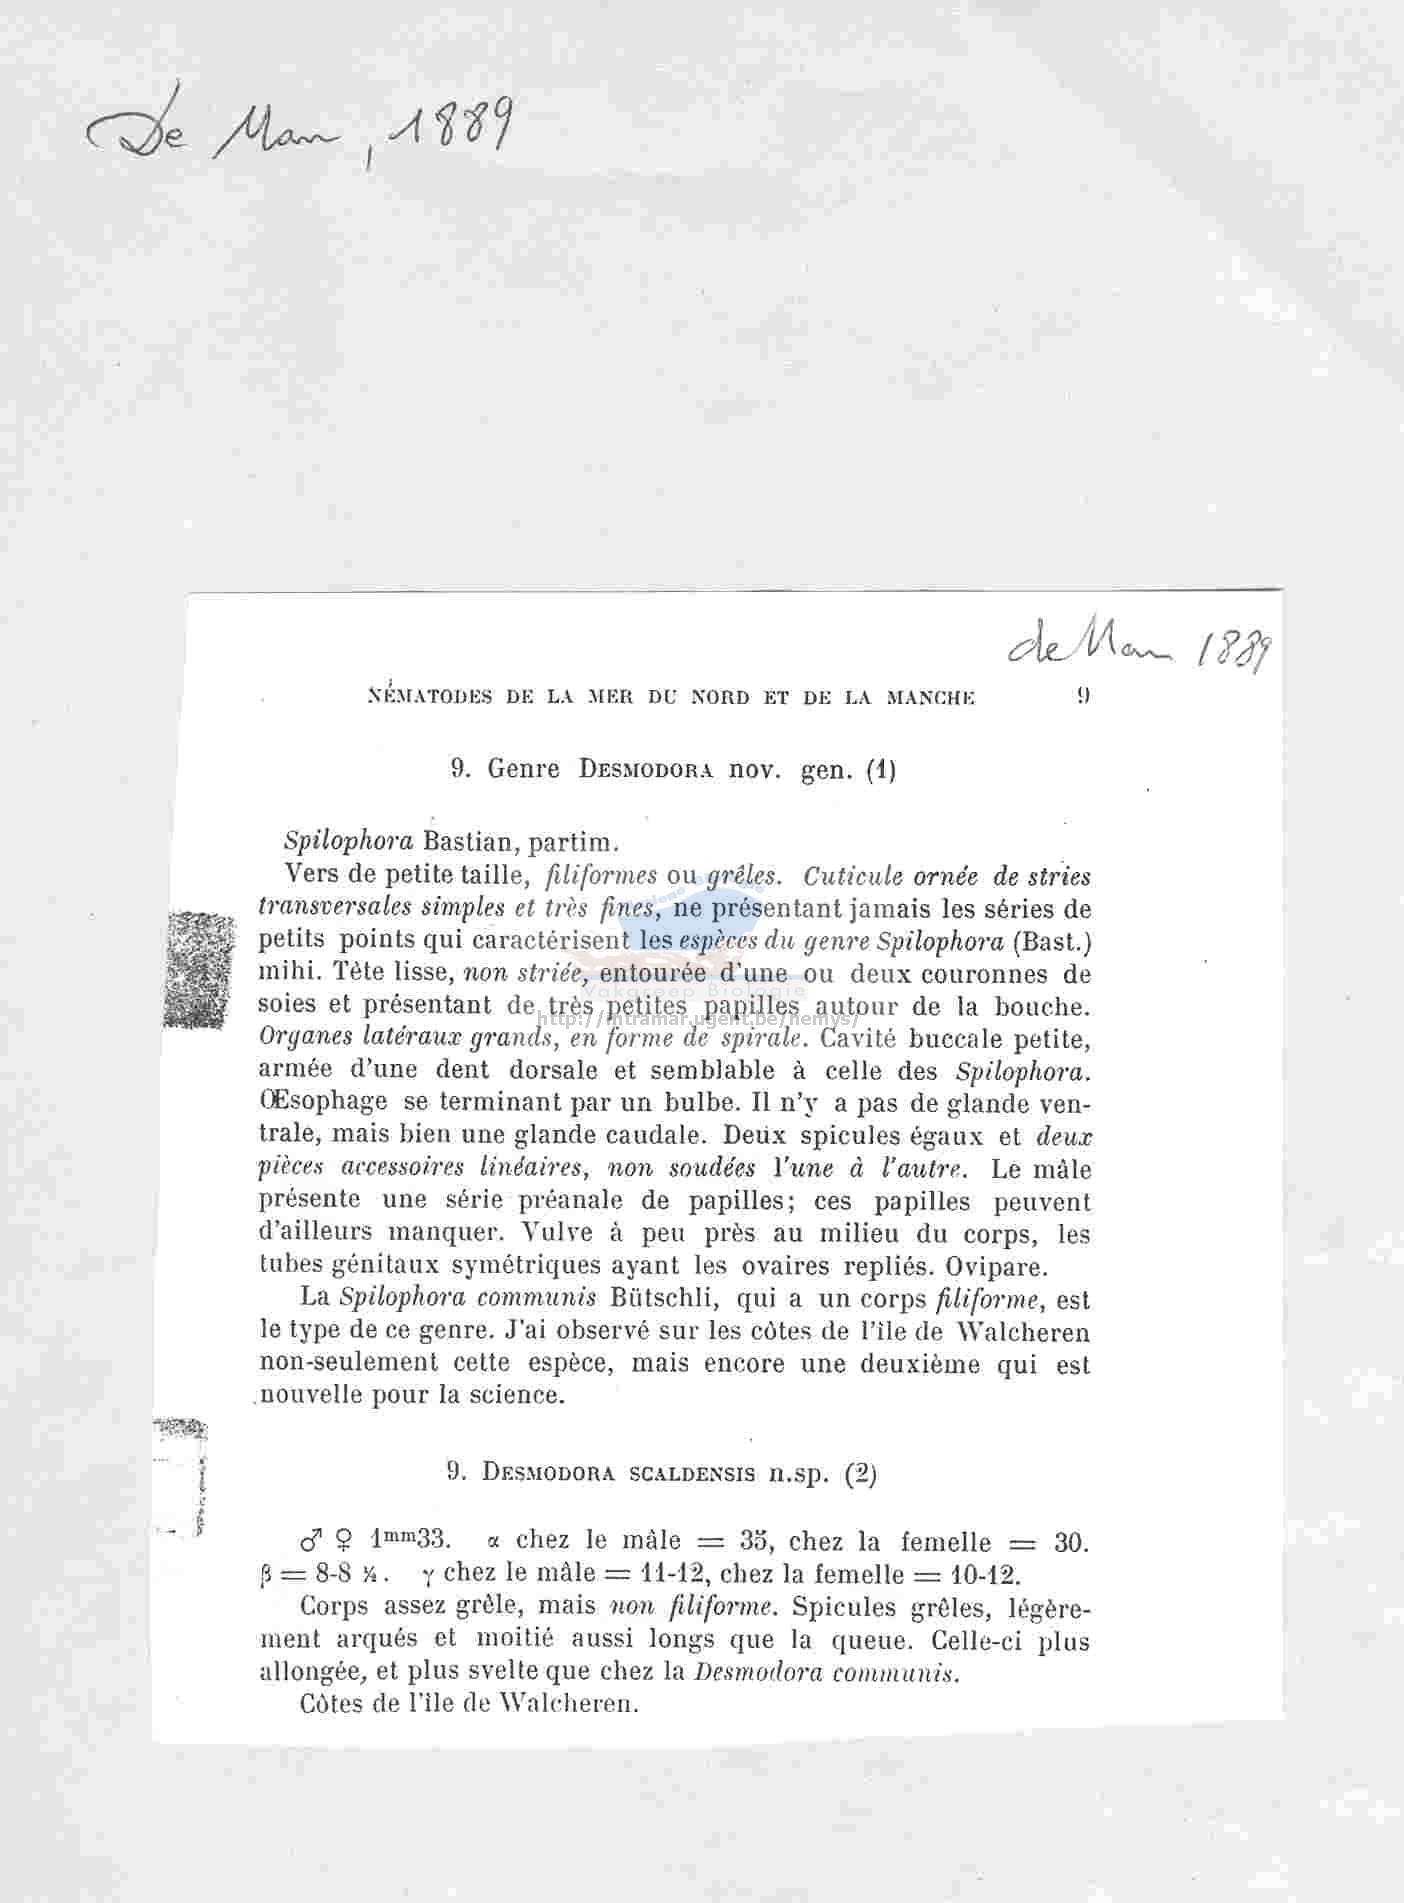 De Man, 1889
de Man 1889
NÉMATODES DE LA MER DU NORD ET DE LA MANCHE 9
9. Genre DESMODORA nov. gen. (1)
Spilophora Bastian, partim.
Vers de petite taille, filiformes ou grêles. Cuticule ornée de stries
transversales simples et très fines, ne présentant jamais les séries de
petits points qui caractérisent les espèces du genre Spilophora (Bast.)
mihi. Tète lisse, non striée, entourée d'une ou deux couronnes de
Vakgroep Biologie
soies et présentant de très petites papilles autour de la bouche.
http://intramar.ugent.be/nemys/
Organes latéraux grands, en forme de spirale. Cavité buccale petite,
armée d'une dent dorsale et semblable à celle des Spilophora.
Œsophage se terminant par un bulbe. Il n'y a pas de glande ven-
trale, mais bien une glande caudale. Deux spicules égaux et deux
pièces accessoires linéaires, non soudées l'une à l'autre. Le mâle
présente une série préanale de papilles; ces papilles peuvent
d'ailleurs manquer. Vulve à peu près au milieu du corps, les
tubes génitaux symétriques ayant les ovaires repliés. Ovipare.
La Spilophora communis Bütschli, qui a un corps filiforme, est
le type de ce genre. J'ai observé sur les côtes de l'île de Walcheren
non-seulement cette espèce, mais encore une deuxième qui est
nouvelle pour la science.
9. DESMODORA SCALDENSIS n.sp. (2)
♂ ♀ 1mm33. α chez le mâle = 35, chez la femelle = 30.
β = 8-8 ½. γ chez le mâle = 11-12, chez la femelle = 10-12.
Corps assez grêle, mais non filiforme. Spicules grêles, légère-
ment arqués et moitié aussi longs que la queue. Celle-ci plus
allongée, et plus svelte que chez la Desmodora communis.
Côtes de l'île de Walcheren.